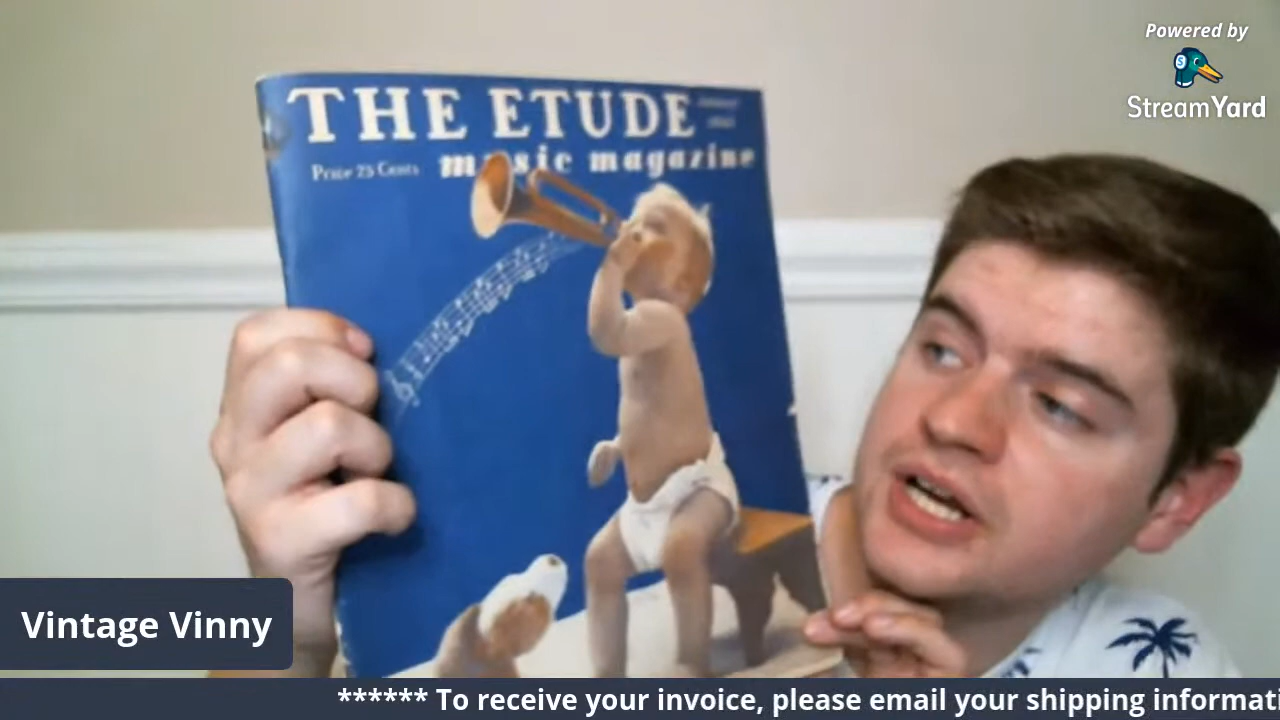 Powered by
StreamYard
THE ETUDE
Price 25 Cents music magazine
Vintage Vinny
****** To receive your invoice, please email your shipping informati